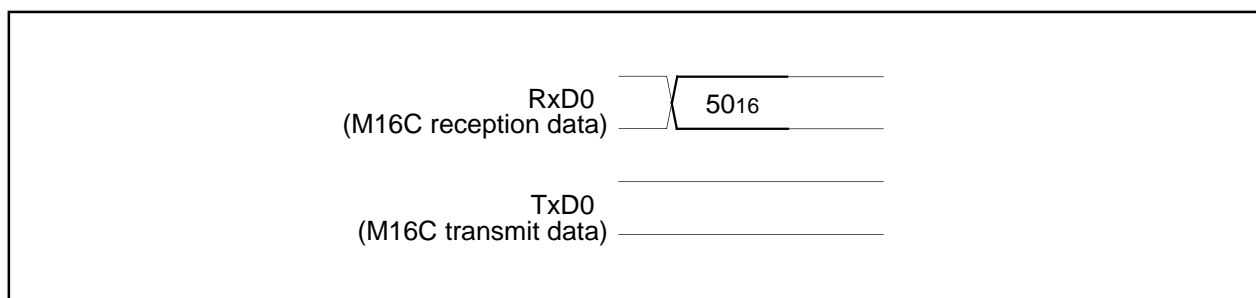 RxD0
5016
(M16C reception data)
TxD0
(M16C transmit data)